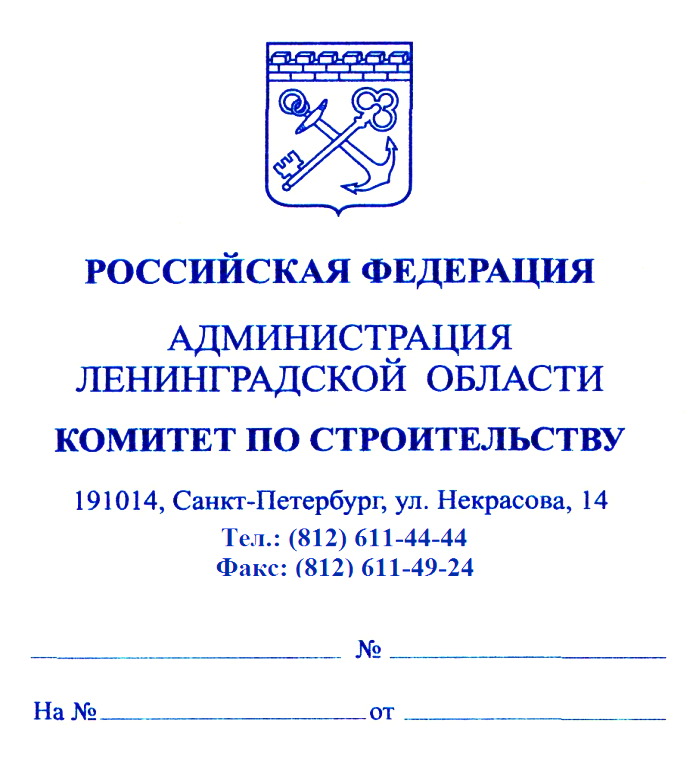 РОССИЙСКАЯ ФЕДЕРАЦИЯ
АДМИНИСТРАЦИЯ
ЛЕНИНГРАДСКОЙ ОБЛАСТИ
КОМИТЕТ ПО СТРОИТЕЛЬСТВУ
191014, Санкт-Петербург, ул. Некрасова, 14
Тел.: (812) 611-44-44
Факс: (812) 611-49-24
№
На № от